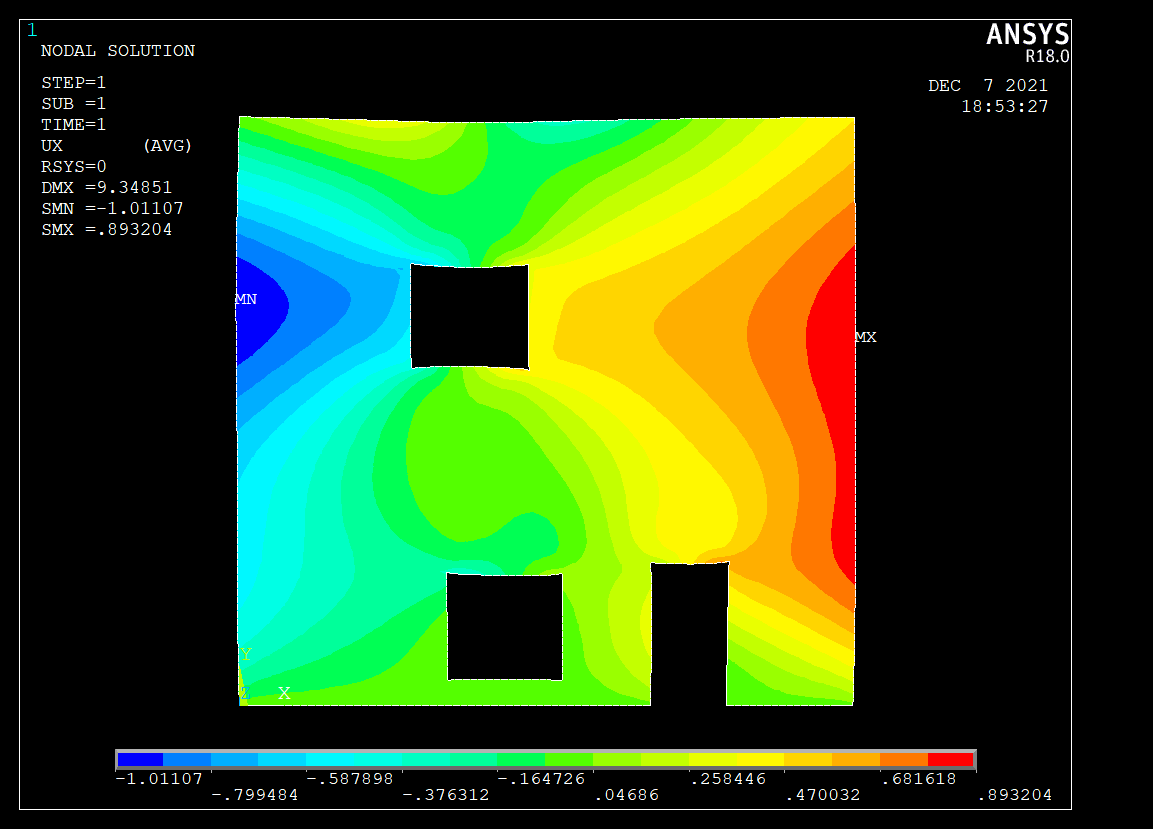 1
ANSYS
R18.0
NODAL SOLUTION
DEC  7 2021
18:53:27
STEP=1
SUB =1
TIME=1
UX       (AVG)
RSYS=0
DMX =9.34851
SMN =-1.01107
SMX =.893204
MN
MX
Y
Z X
-1.01107 -.587898 -.164726 .258446 .681618
-.799484 -.376312 .04686 .470032 .893204